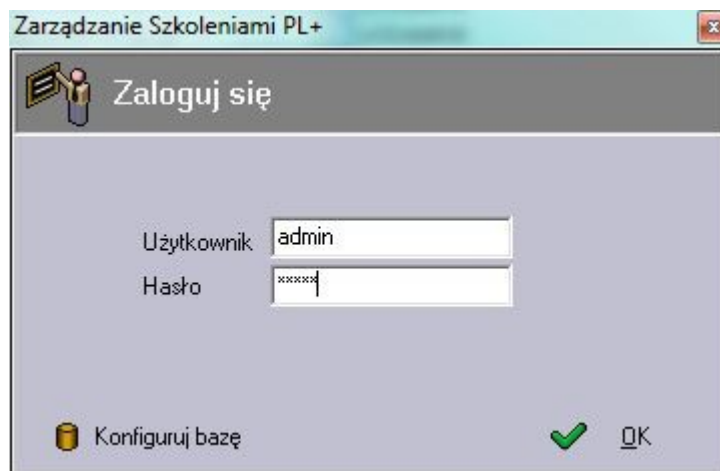 Zarządzanie Szkoleniami PL+
Zaloguj się
Użytkownik admin
Hasło *****
Konfiguruj bazę
OK